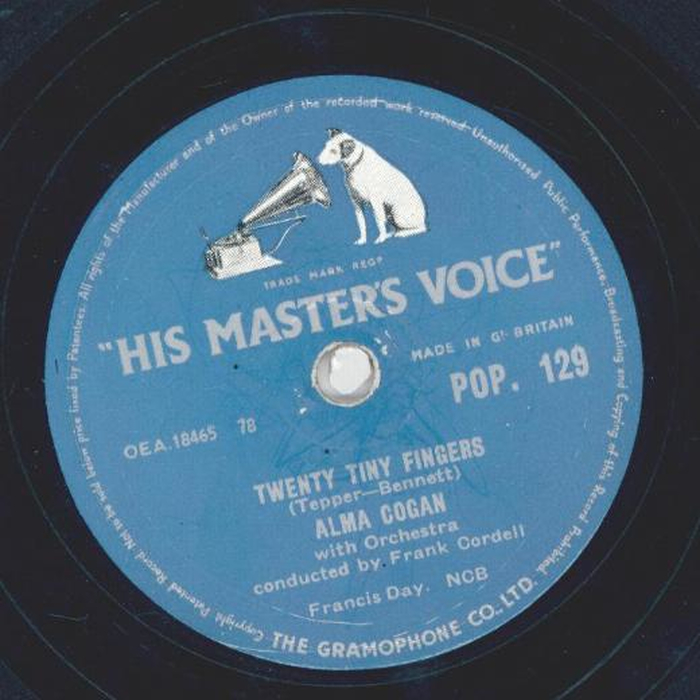 All rights of the Manufacturer and of the Owner of the recorded work reserved. Unauthorised Public Performance, Broadcasting and Copying of this Record Prohibited.
TRADE MARK REGD
"HIS MASTER'S VOICE"
MADE IN GT. BRITAIN
POP. 129
OEA.18465 78
TWENTY TINY FINGERS
(Tepper—Bennett)
ALMA COGAN
with Orchestra
conducted by Frank Cordell
Francis Day. NCB
Copyright Patented Record Not to be sold below price fixed by Patentees.
THE GRAMOPHONE CO., LTD.